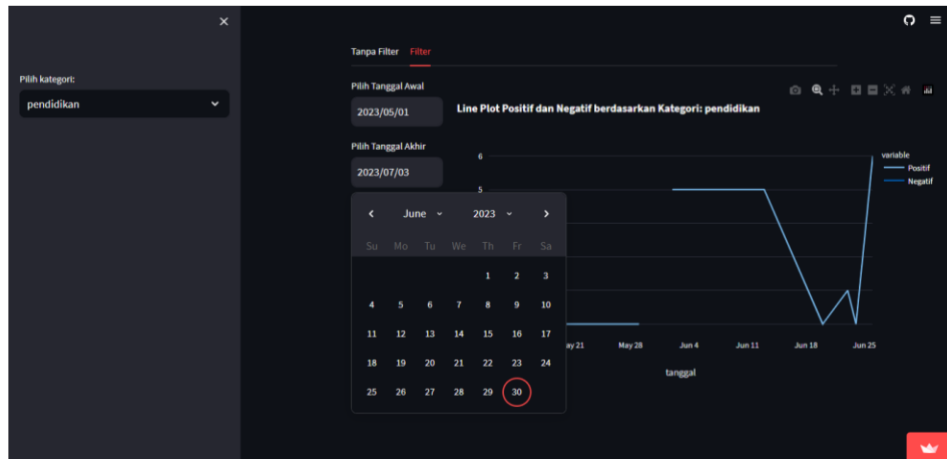 ×
Pilih kategori:
pendidikan
Tanpa Filter Filter
Pilih Tanggal Awal
2023/05/01
Pilih Tanggal Akhir
2023/07/03
June 2023
Su Mo Tu We Th Fr Sa
1 2 3
4 5 6 7 8 9 10
11 12 13 14 15 16 17
18 19 20 21 22 23 24
25 26 27 28 29 30
Line Plot Positif dan Negatif berdasarkan Kategori: pendidikan
6
5
ay 21 May 28 Jun 4 Jun 11 Jun 18 Jun 25
tanggal
variable
Positif
Negatif